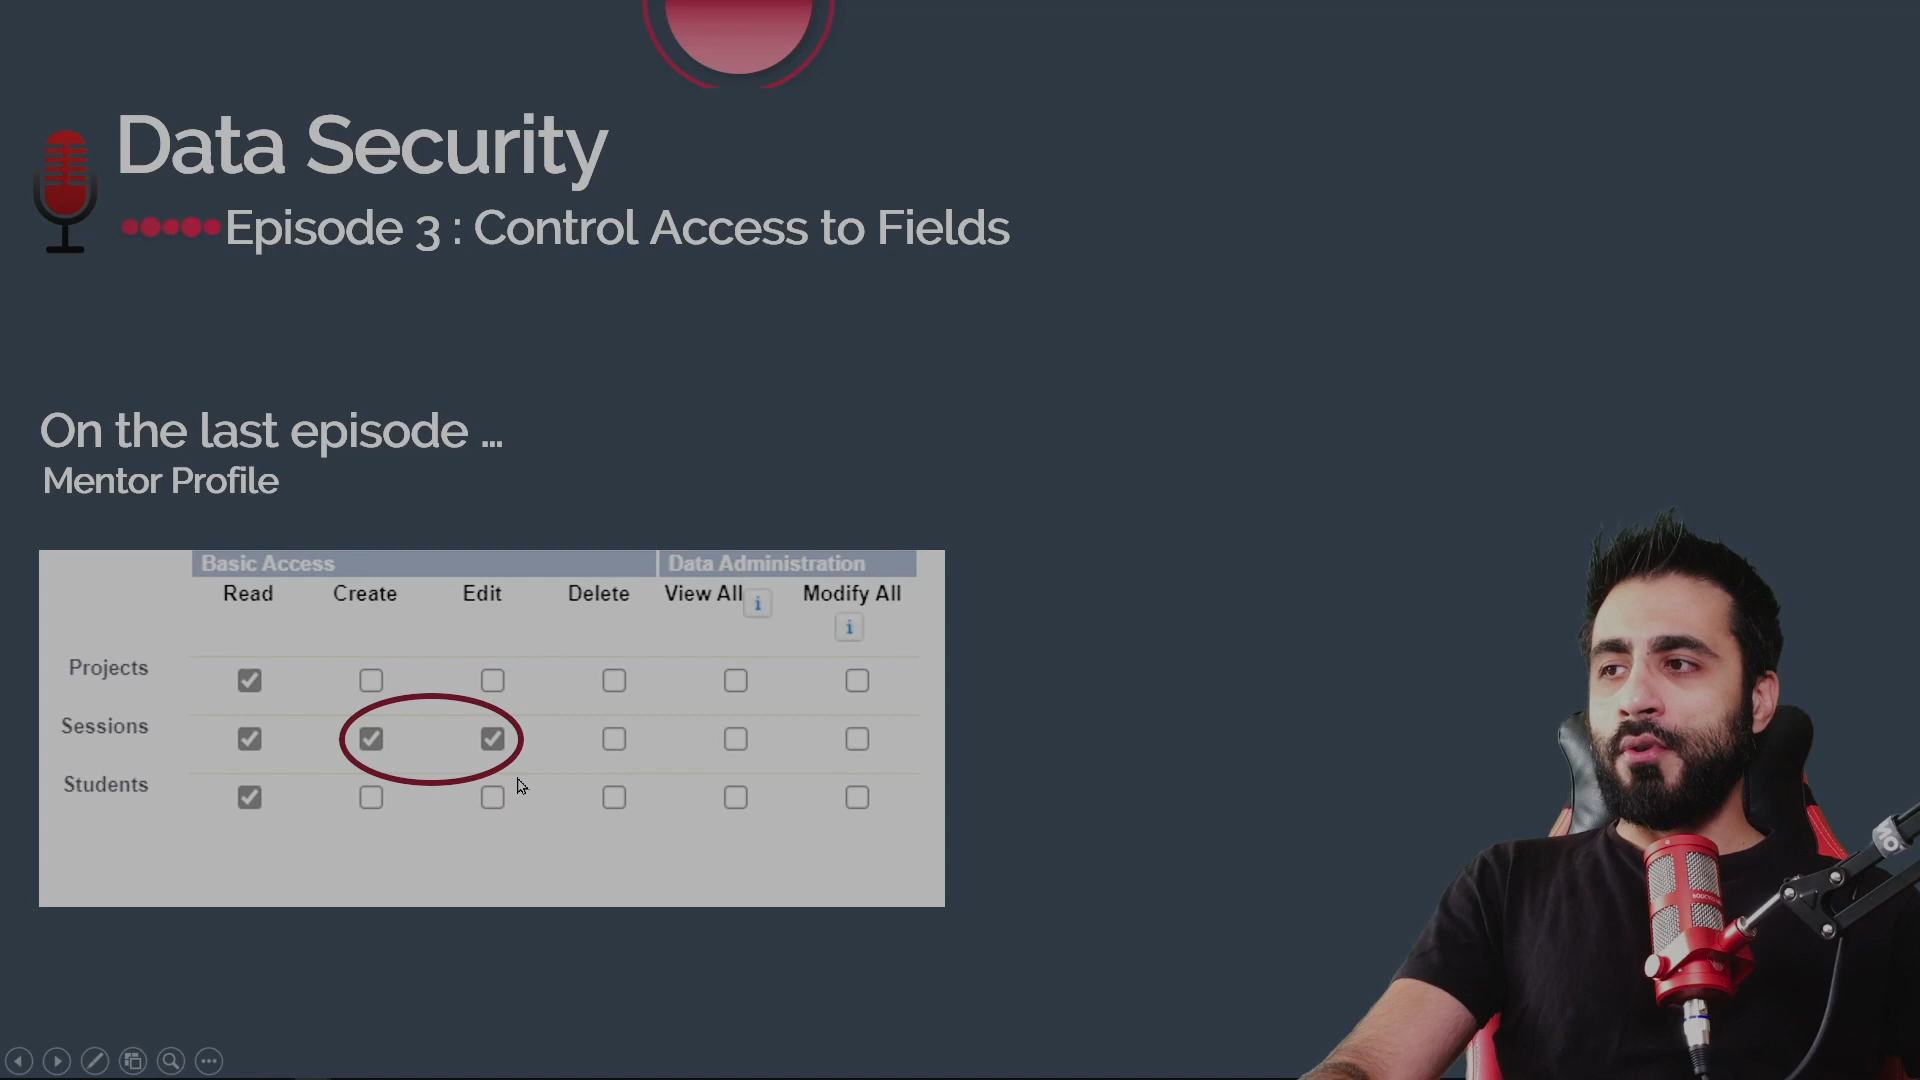 Data Security
Episode 3 : Control Access to Fields
On the last episode ...
Mentor Profile
Basic Access Data Administration
Read Create Edit Delete View All i Modify All i
Projects
Sessions
Students